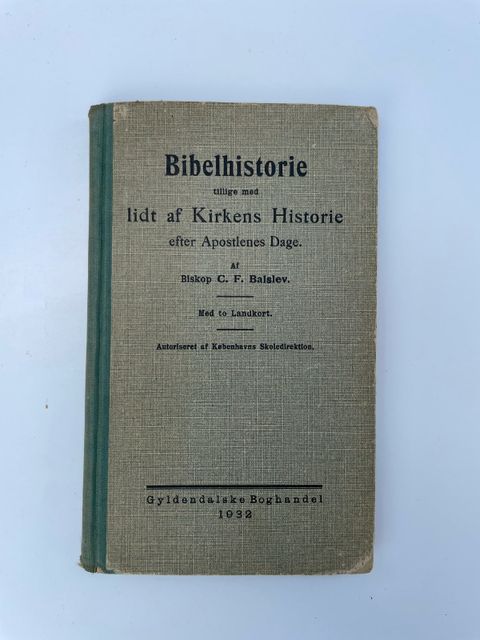 Bibelhistorie
tillige med
lidt af Kirkens Historie
efter Apostlenes Dage.
Af
Biskop C. F. Balslev.
Med to Landkort.
Autoriseret af Københavns Skoledirektion.
Gyldendalske Boghandel
1932